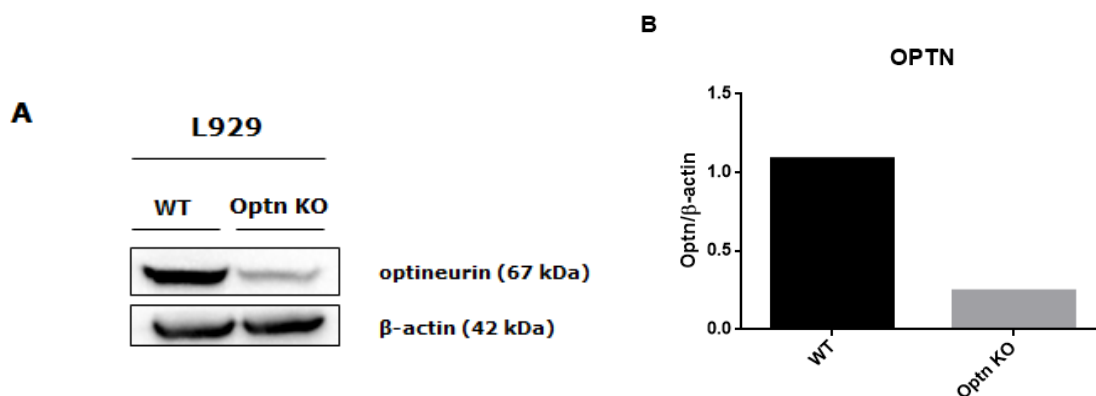 A
L929
WT
Optn KO
optineurin (67 kDa)
β-actin (42 kDa)
B
OPTN
Optn/β-actin
1.5
1.0
0.5
0.0
WT
Optn KO